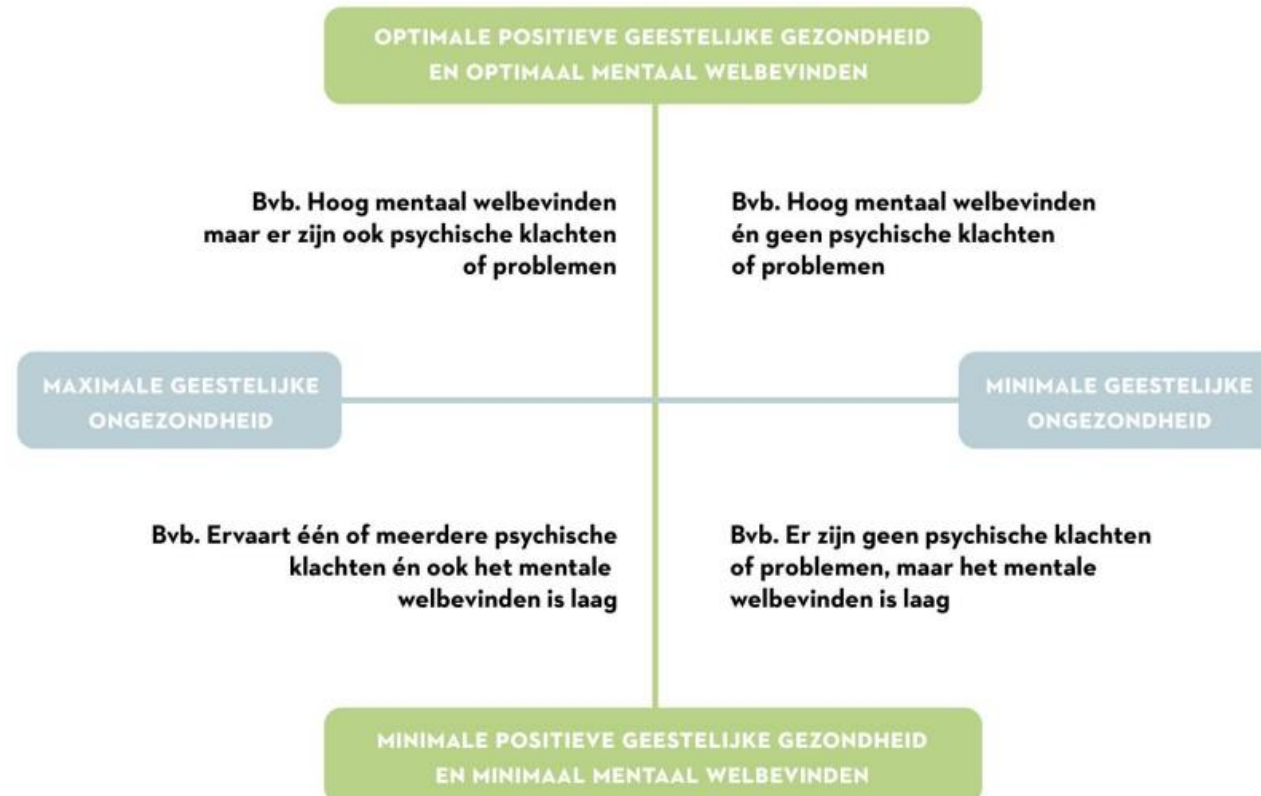 OPTIMALE POSITIEVE GEESTELIJKE GEZONDHEID
EN OPTIMAAL MENTAAL WELBEVINDEN
Bvb. Hoog mentaal welbevinden
maar er zijn ook psychische klachten
of problemen
Bvb. Hoog mentaal welbevinden
én geen psychische klachten
of problemen
MAXIMALE GEESTELIJKE
ONGEZONDHEID
MINIMALE GEESTELIJKE
ONGEZONDHEID
Bvb. Ervaart één of meerdere psychische
klachten én ook het mentale
welbevinden is laag
Bvb. Er zijn geen psychische klachten
of problemen, maar het mentale
welbevinden is laag
MINIMALE POSITIEVE GEESTELIJKE GEZONDHEID
EN MINIMAAL MENTAAL WELBEVINDEN